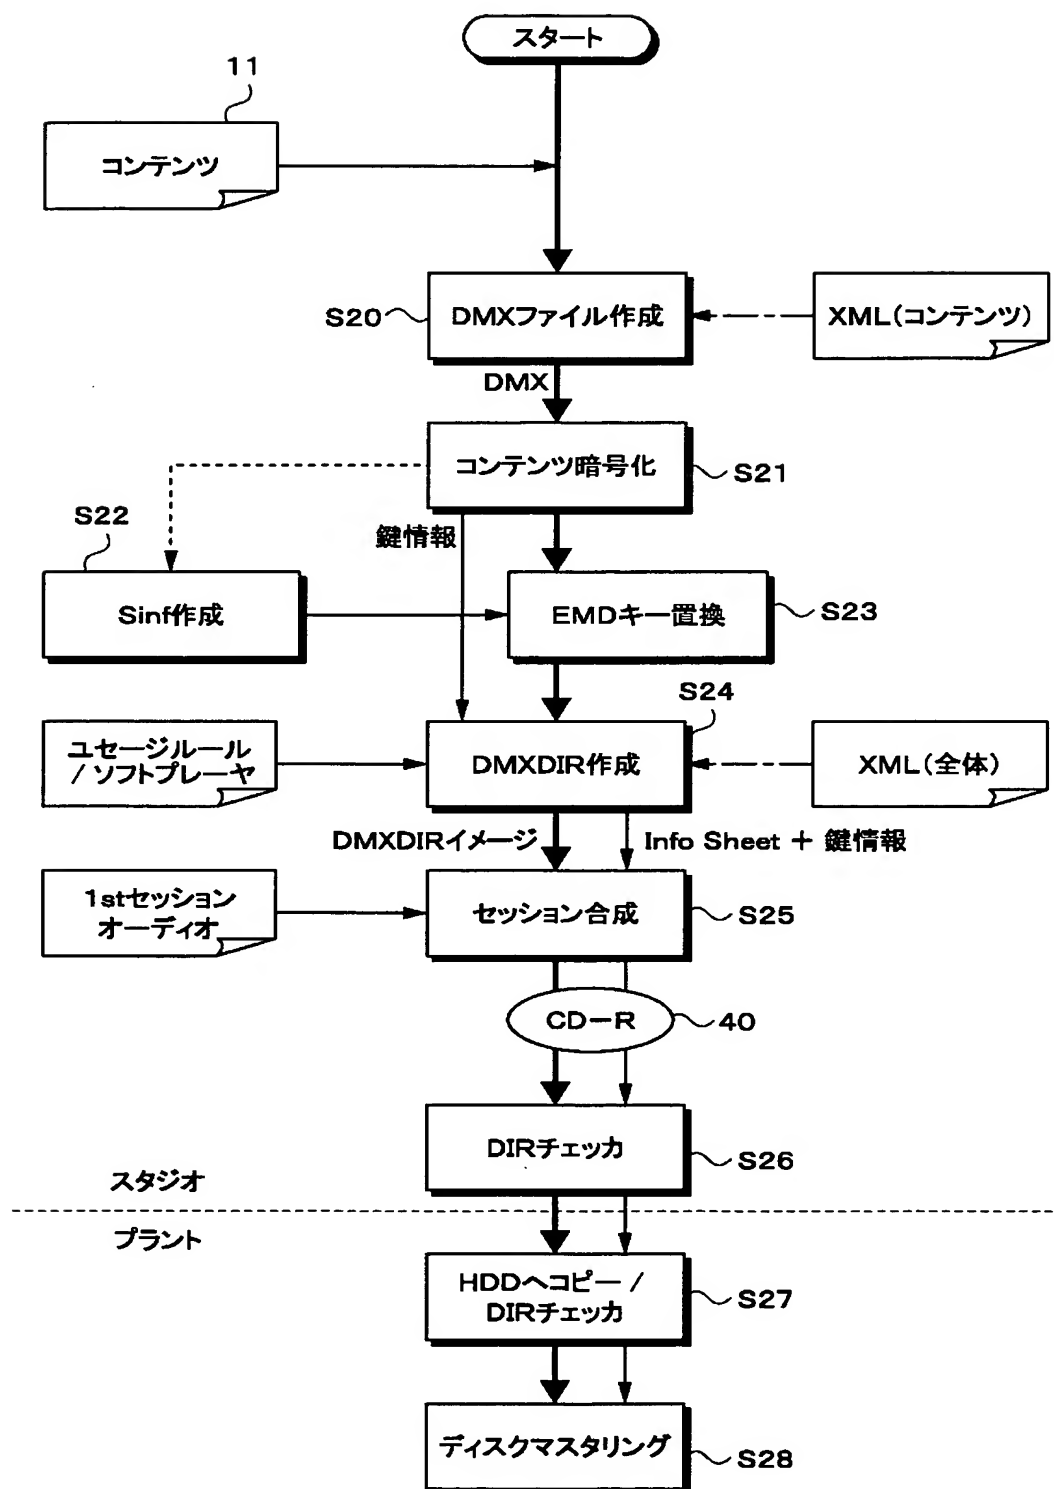 スタート
11
コンテンツ
S20
DMXファイル作成
XML(コンテンツ)
DMX
コンテンツ暗号化
S21
S22
鍵情報
Sinf作成
EMDキー置換
S23
S24
ユセージルール
/ ソフトプレーヤ
DMXDIR作成
XML(全体)
DMXDIRイメージ
Info Sheet + 鍵情報
1stセッション
オーディオ
セッション合成
S25
CD-R
40
DIRチェッカ
S26
スタジオ
プラント
HDDへコピー /
DIRチェッカ
S27
ディスクマスタリング
S28